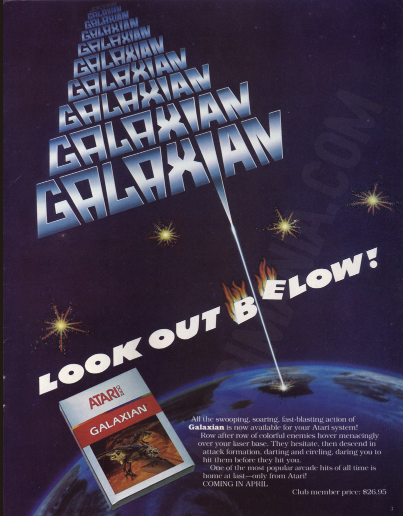 GALAXIAN
GALAXIAN
GALAXIAN
GALAXIAN
GALAXIAN
GALAXIAN
GALAXIAN
GALAXIAN
GALAXIAN
LOOK OUT BELOW!
ATARI
GALAXIAN
All the swooping, soaring, fast-blasting action of
Galaxian is now available for your Atari system!
Row after row of colorful enemies hover menacingly
over your laser base. They hesitate, then descend in
attack formation, darting and circling, daring you to
hit them before they hit you.
One of the most popular arcade hits of all time is
home at last—only from Atari!
COMING IN APRIL
Club member price: $26.95